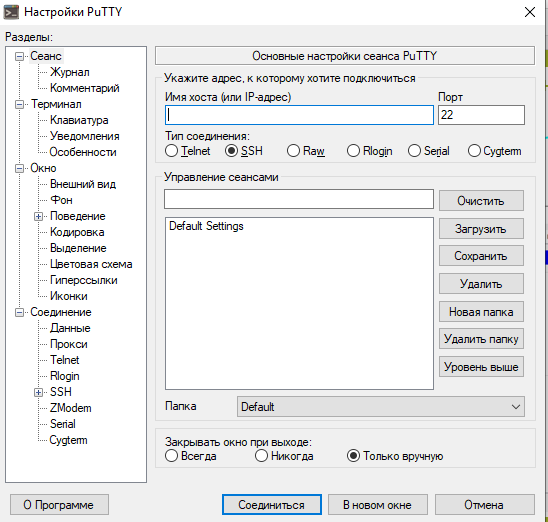 Настройки PuTTY
Разделы:
Сеанс
Журнал
Комментарий
Терминал
Клавиатура
Уведомления
Особенности
Окно
Внешний вид
Фон
Поведение
Кодировка
Выделение
Цветовая схема
Гиперссылки
Иконки
Соединение
Данные
Прокси
Telnet
Rlogin
SSH
ZModem
Serial
Cygterm
Основные настройки сеанса PuTTY
Укажите адрес, к которому хотите подключиться
Имя хоста (или IP-адрес) Порт
22
Тип соединения:
Telnet SSH Raw Rlogin Serial Cygterm
Управление сеансами
Default Settings
Очистить
Загрузить
Сохранить
Удалить
Новая папка
Удалить папку
Уровень выше
Папка Default
Закрывать окно при выходе:
Всегда Никогда Только вручную
О Программе Соединиться В новом окне Отмена